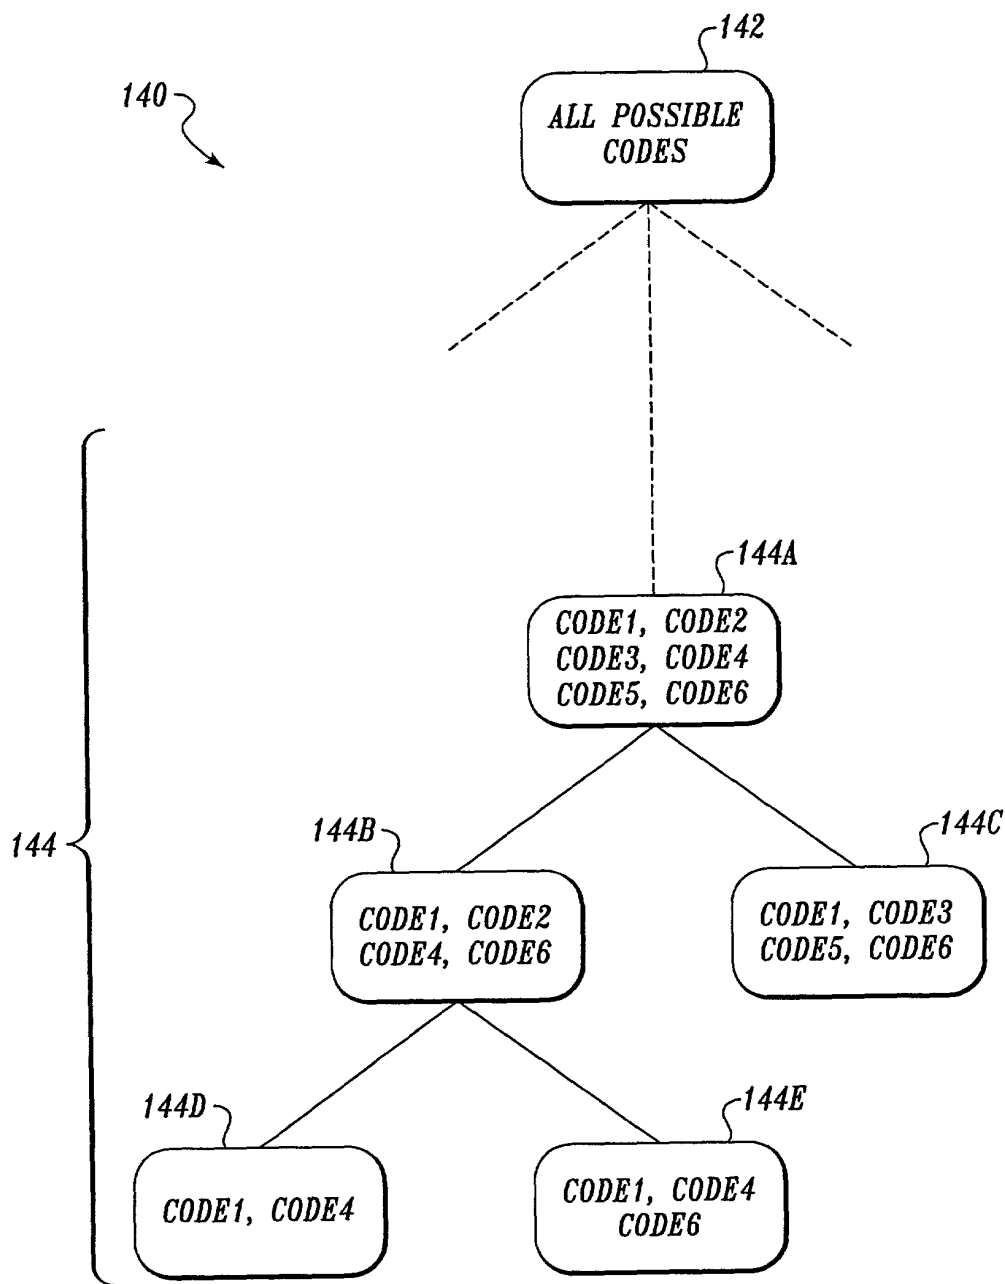 142
140
ALL POSSIBLE
CODES
144A
CODE1, CODE2
CODE3, CODE4
CODE5, CODE6
144
144B
144C
CODE1, CODE2
CODE4, CODE6
CODE1, CODE3
CODE5, CODE6
144D
144E
CODE1, CODE4
CODE1, CODE4
CODE6